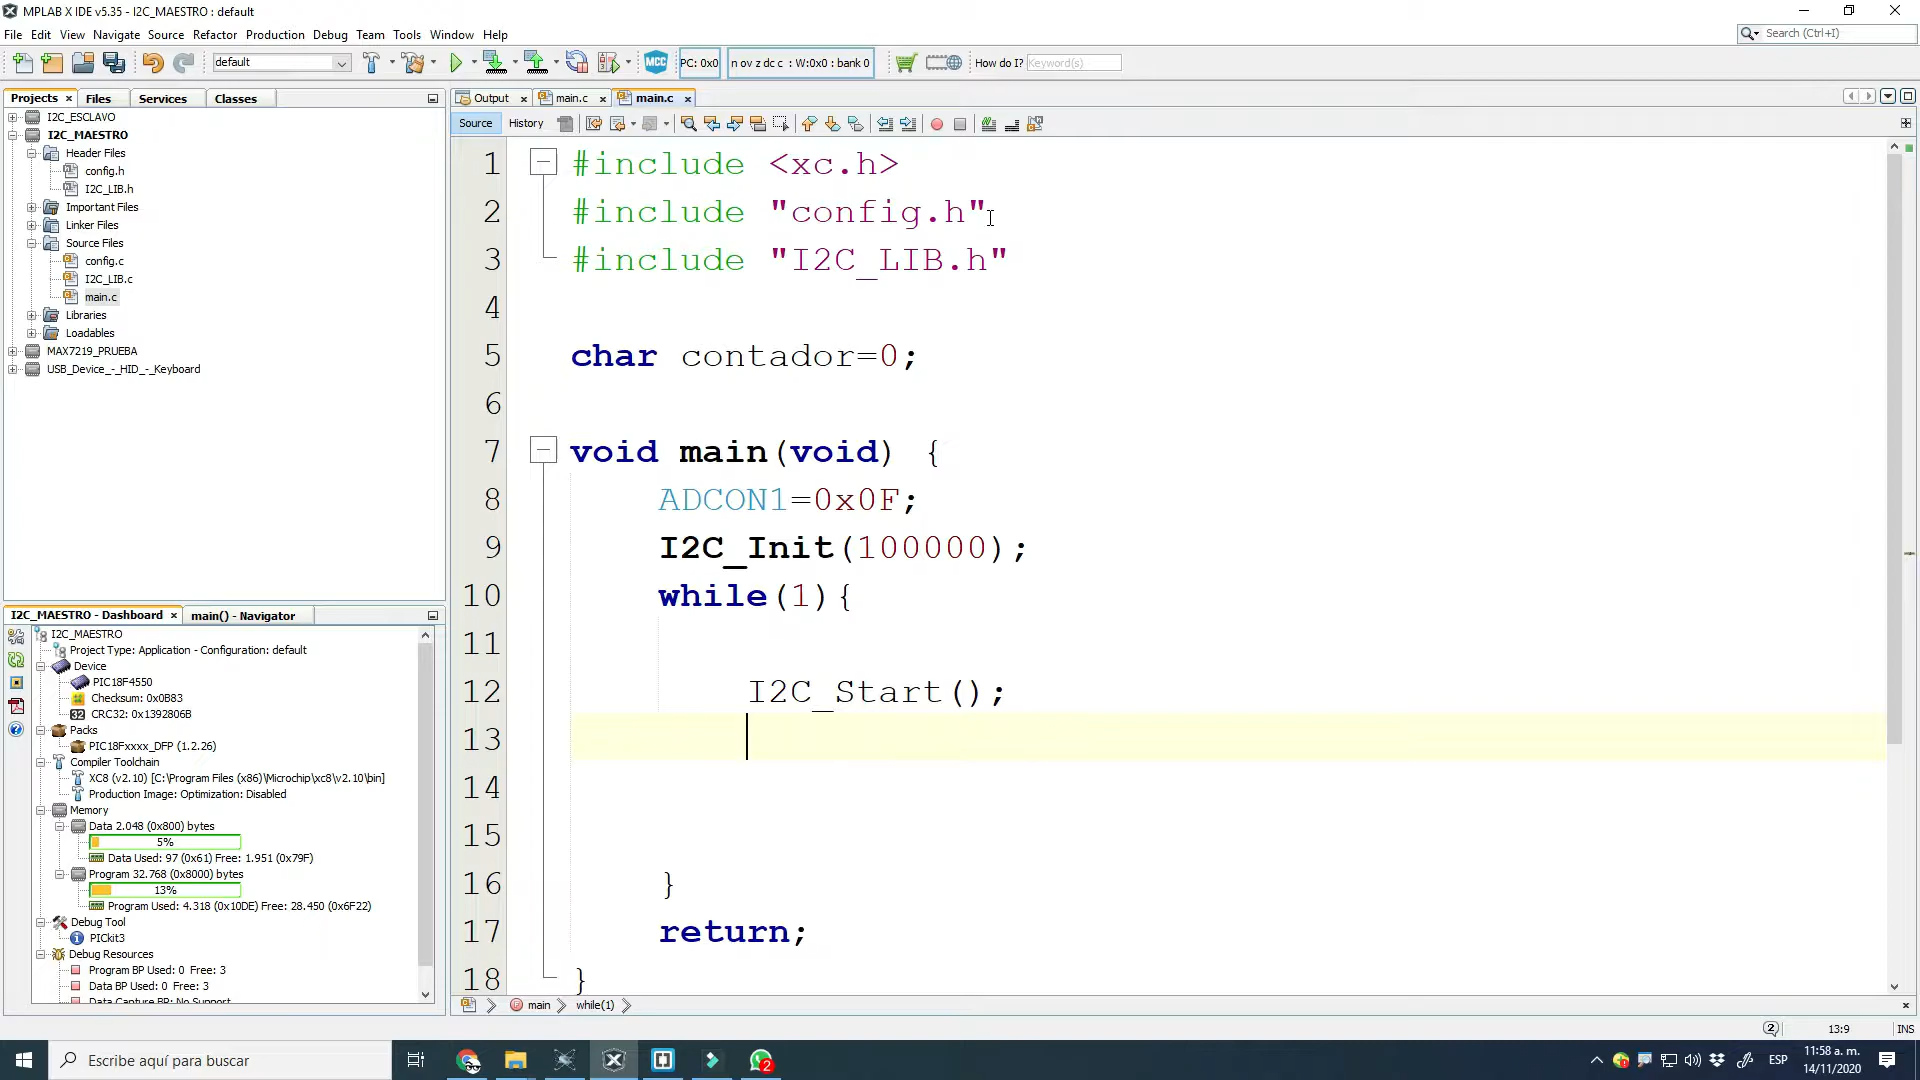 MPLAB X IDE v5.35 - I2C_MAESTRO : default
File Edit View Navigate Source Refactor Production Debug Team Tools Window Help
Search (Ctrl+I)
default
MCC
PC: 0x0
n ov z dc c : W:0x0 : bank 0
How do I? Keyword(s)
Projects Files Services Classes
Output main.c main.c
Source History
I2C_ESCLAVO
I2C_MAESTRO
Header Files
config.h
I2C_LIB.h
Important Files
Linker Files
Source Files
config.c
I2C_LIB.c
main.c
Libraries
Loadables
MAX7219_PRUEBA
USB_Device_-_HID_-_Keyboard
1 #include <xc.h>
2 #include "config.h"
3 #include "I2C_LIB.h"
4
5 char contador=0;
6
7 void main(void) {
8 ADCON1=0x0F;
9 I2C_Init(100000);
10 while(1){
11
12 I2C_Start();
13
14
15
16 }
17 return;
18 }
I2C_MAESTRO - Dashboard main() - Navigator
I2C_MAESTRO
Project Type: Application - Configuration: default
Device
PIC18F4550
Checksum: 0x0B83
32 CRC32: 0x1392806B
Packs
PIC18Fxxxx_DFP (1.2.26)
Compiler Toolchain
XC8 (v2.10) [C:\Program Files (x86)\Microchip\xc8\v2.10\bin]
Production Image: Optimization: Disabled
Memory
Data 2.048 (0x800) bytes
5%
Data Used: 97 (0x61) Free: 1.951 (0x79F)
Program 32.768 (0x8000) bytes
13%
Program Used: 4.318 (0x10DE) Free: 28.450 (0x6F22)
Debug Tool
PICkit3
Debug Resources
Program BP Used: 0 Free: 3
Data BP Used: 0 Free: 3
Data Capture BP: No Support
main while(1)
2 13:9 INS
Escribe aquí para buscar
2
ESP
11:58 a. m.
14/11/2020